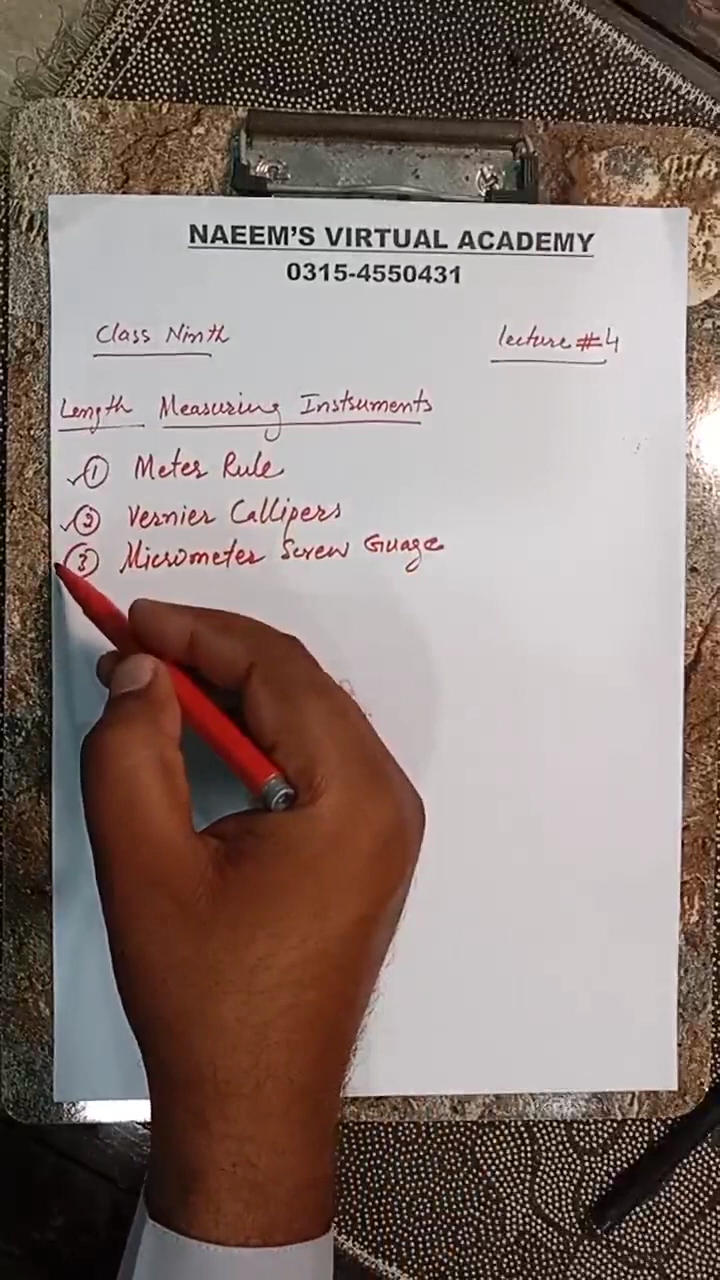 NAEEM'S VIRTUAL ACADEMY
0315-4550431
Class Ninth
lecture #4
Length Measuring Instruments
① Meter Rule
② Vernier Callipers
③ Micrometer Screw Guage